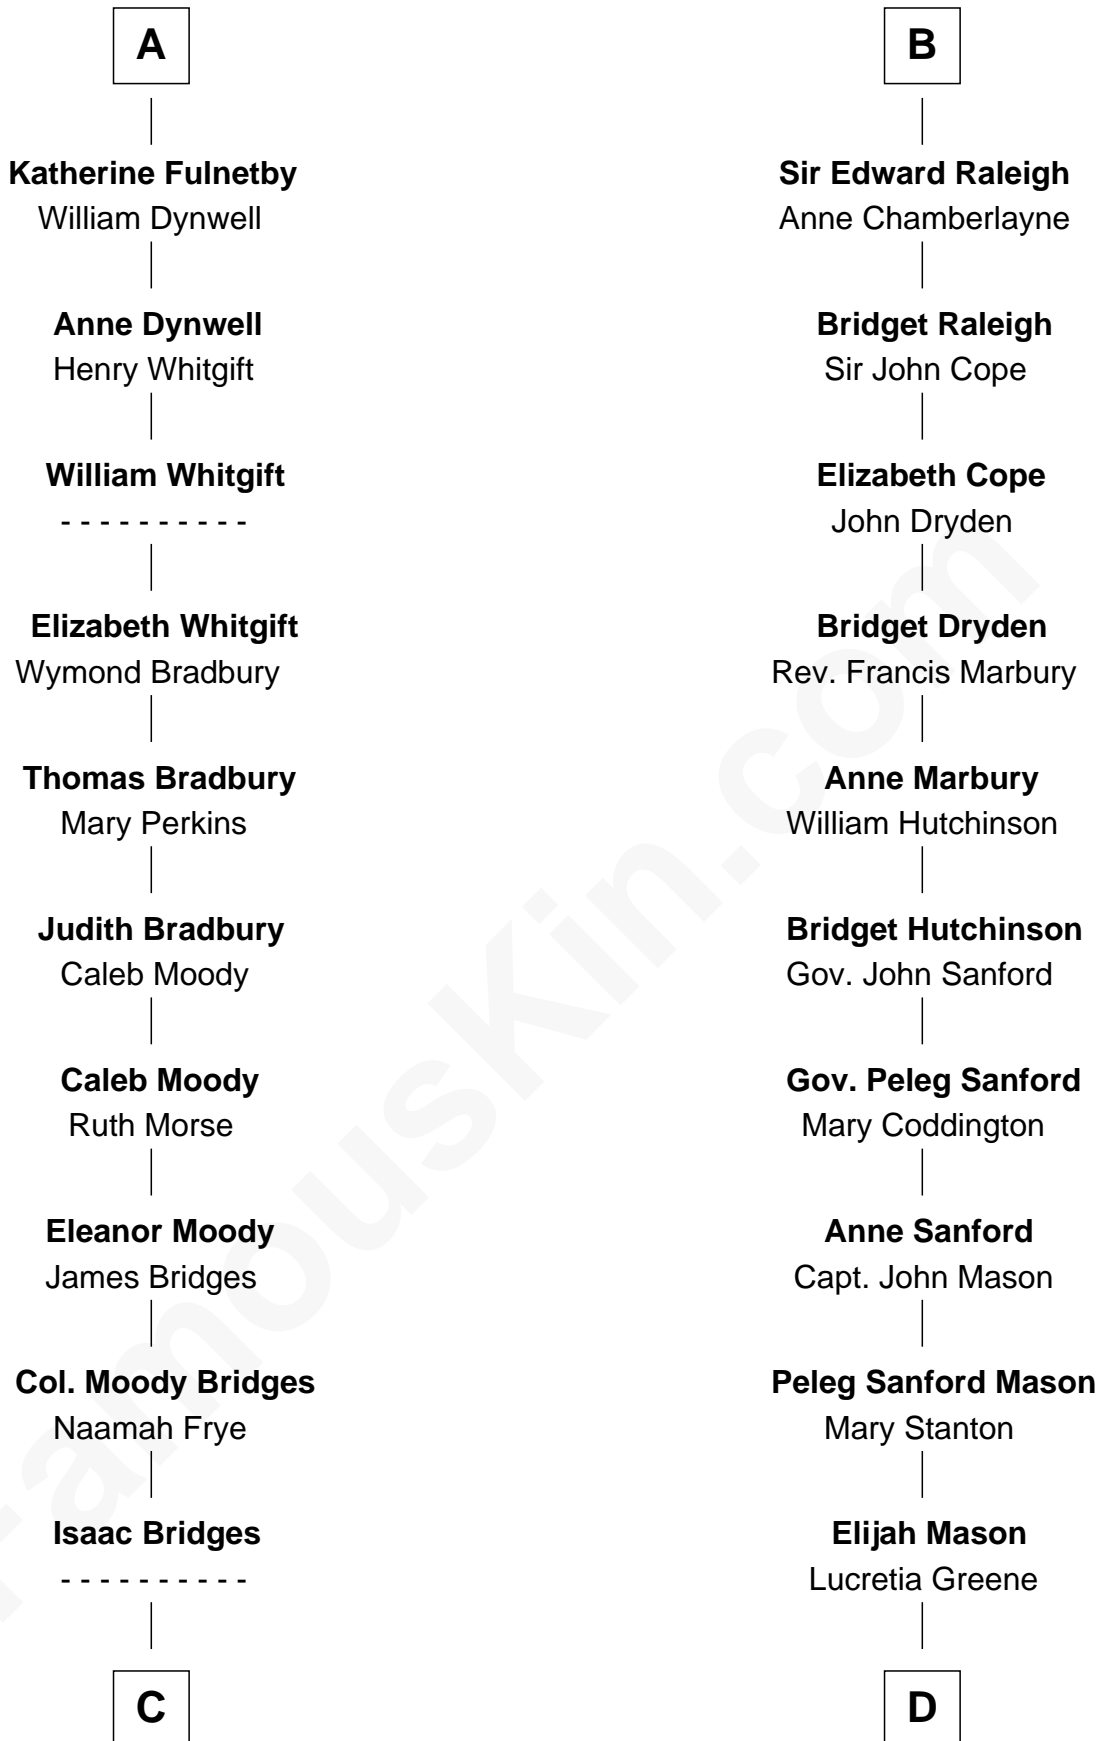 A
Katherine Fulnetby
William Dynwell
Anne Dynwell
Henry Whitgift
William Whitgift
- - - - - - - - - -
Elizabeth Whitgift
Wymond Bradbury
Thomas Bradbury
Mary Perkins
Judith Bradbury
Caleb Moody
Caleb Moody
Ruth Morse
Eleanor Moody
James Bridges
Col. Moody Bridges
Naamah Frye
Isaac Bridges
- - - - - - - - - -
C
B
Sir Edward Raleigh
Anne Chamberlayne
Bridget Raleigh
Sir John Cope
Elizabeth Cope
John Dryden
Bridget Dryden
Rev. Francis Marbury
Anne Marbury
William Hutchinson
Bridget Hutchinson
Gov. John Sanford
Gov. Peleg Sanford
Mary Coddington
Anne Sanford
Capt. John Mason
Peleg Sanford Mason
Mary Stanton
Elijah Mason
Lucretia Greene
D
FamousKin.com